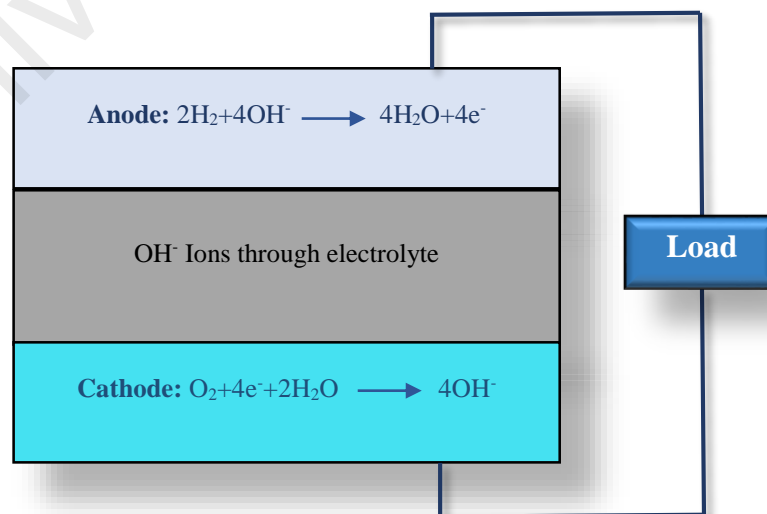 Anode: 2H₂+4OH⁻ ⟶ 4H₂O+4e⁻
OH⁻ Ions through electrolyte
Load
Cathode: O₂+4e⁻+2H₂O ⟶ 4OH⁻